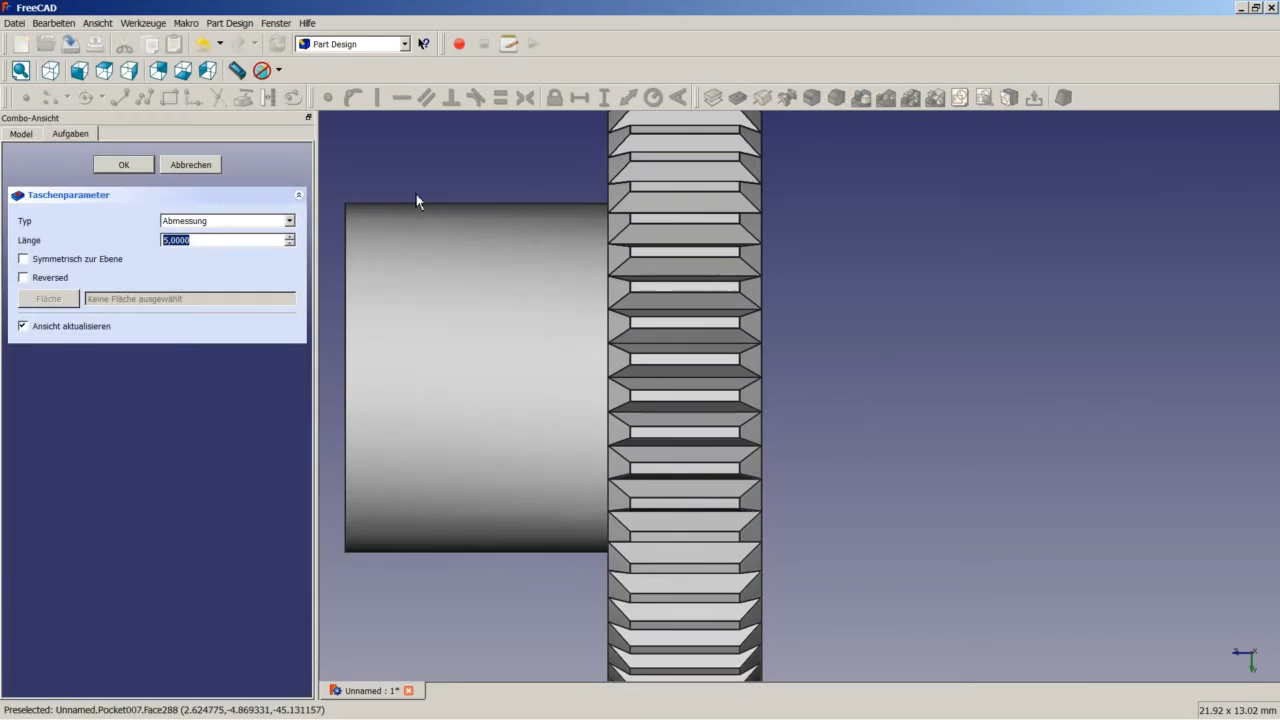 FreeCAD
Datei Bearbeiten Ansicht Werkzeuge Makro Part Design Fenster Hilfe
Part Design
Combo-Ansicht
Model Aufgaben
OK Abbrechen
Taschenparameter
Typ Abmessung
Länge 5,0000
Symmetrisch zur Ebene
Reversed
Fläche Keine Fläche ausgewählt
Ansicht aktualisieren
Unnamed : 1*
Preselected: Unnamed.Pocket007.Face288 (2.624775,-4.869331,-45.131157) 21.92 x 13.02 mm